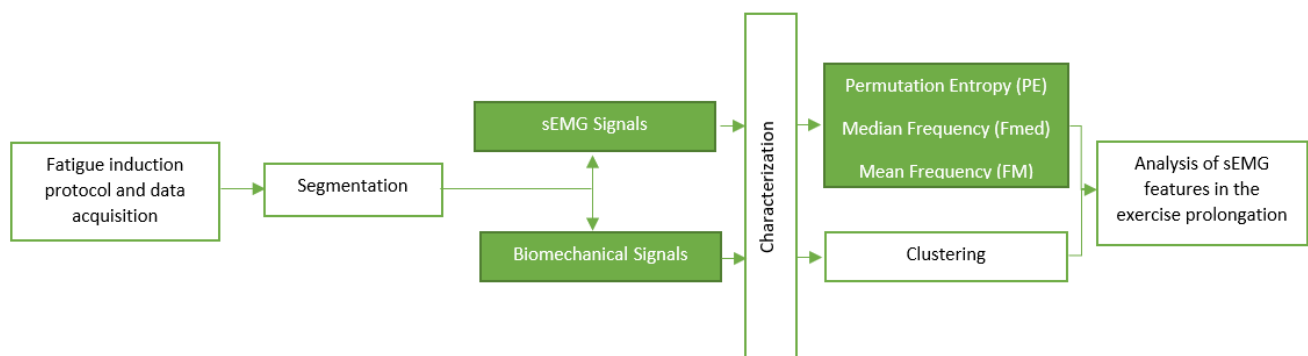 Fatigue induction
protocol and data
acquisition
Segmentation
sEMG Signals
Biomechanical Signals
Characterization
Permutation Entropy (PE)
Median Frequency (Fmed)
Mean Frequency (FM)
Clustering
Analysis of sEMG
features in the
exercise prolongation